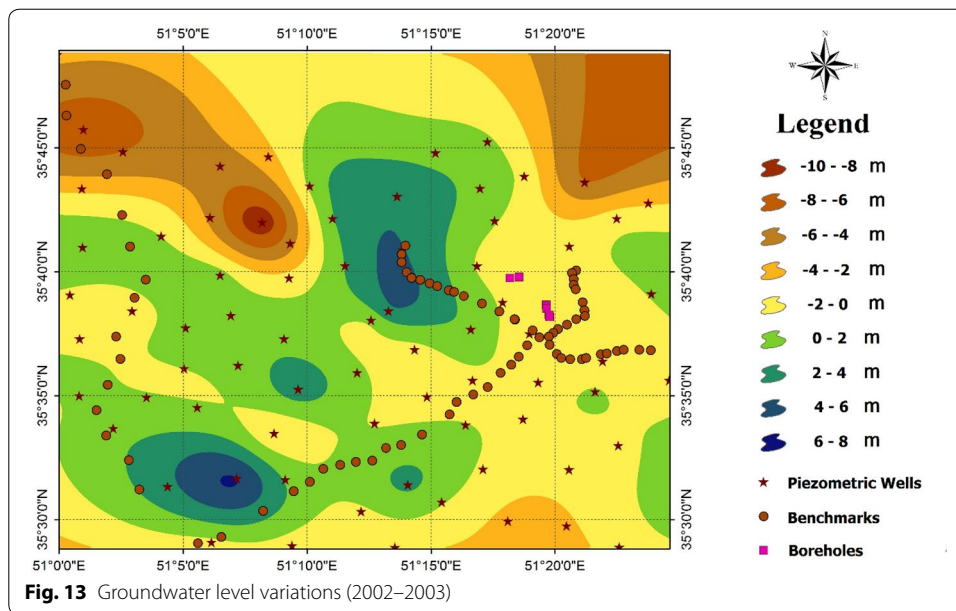 51°5'0"E 51°10'0"E 51°15'0"E 51°20'0"E
35°45'0"N
35°40'0"N
35°35'0"N
35°30'0"N
35°45'0"N
35°40'0"N
35°35'0"N
35°30'0"N
51°0'0"E 51°5'0"E 51°10'0"E 51°15'0"E 51°20'0"E
N
W E
S
Legend
-10 - -8 m
-8 - -6 m
-6 - -4 m
-4 - -2 m
-2 - 0 m
0 - 2 m
2 - 4 m
4 - 6 m
6 - 8 m
Piezometric Wells
Benchmarks
Boreholes
Fig. 13 Groundwater level variations (2002–2003)